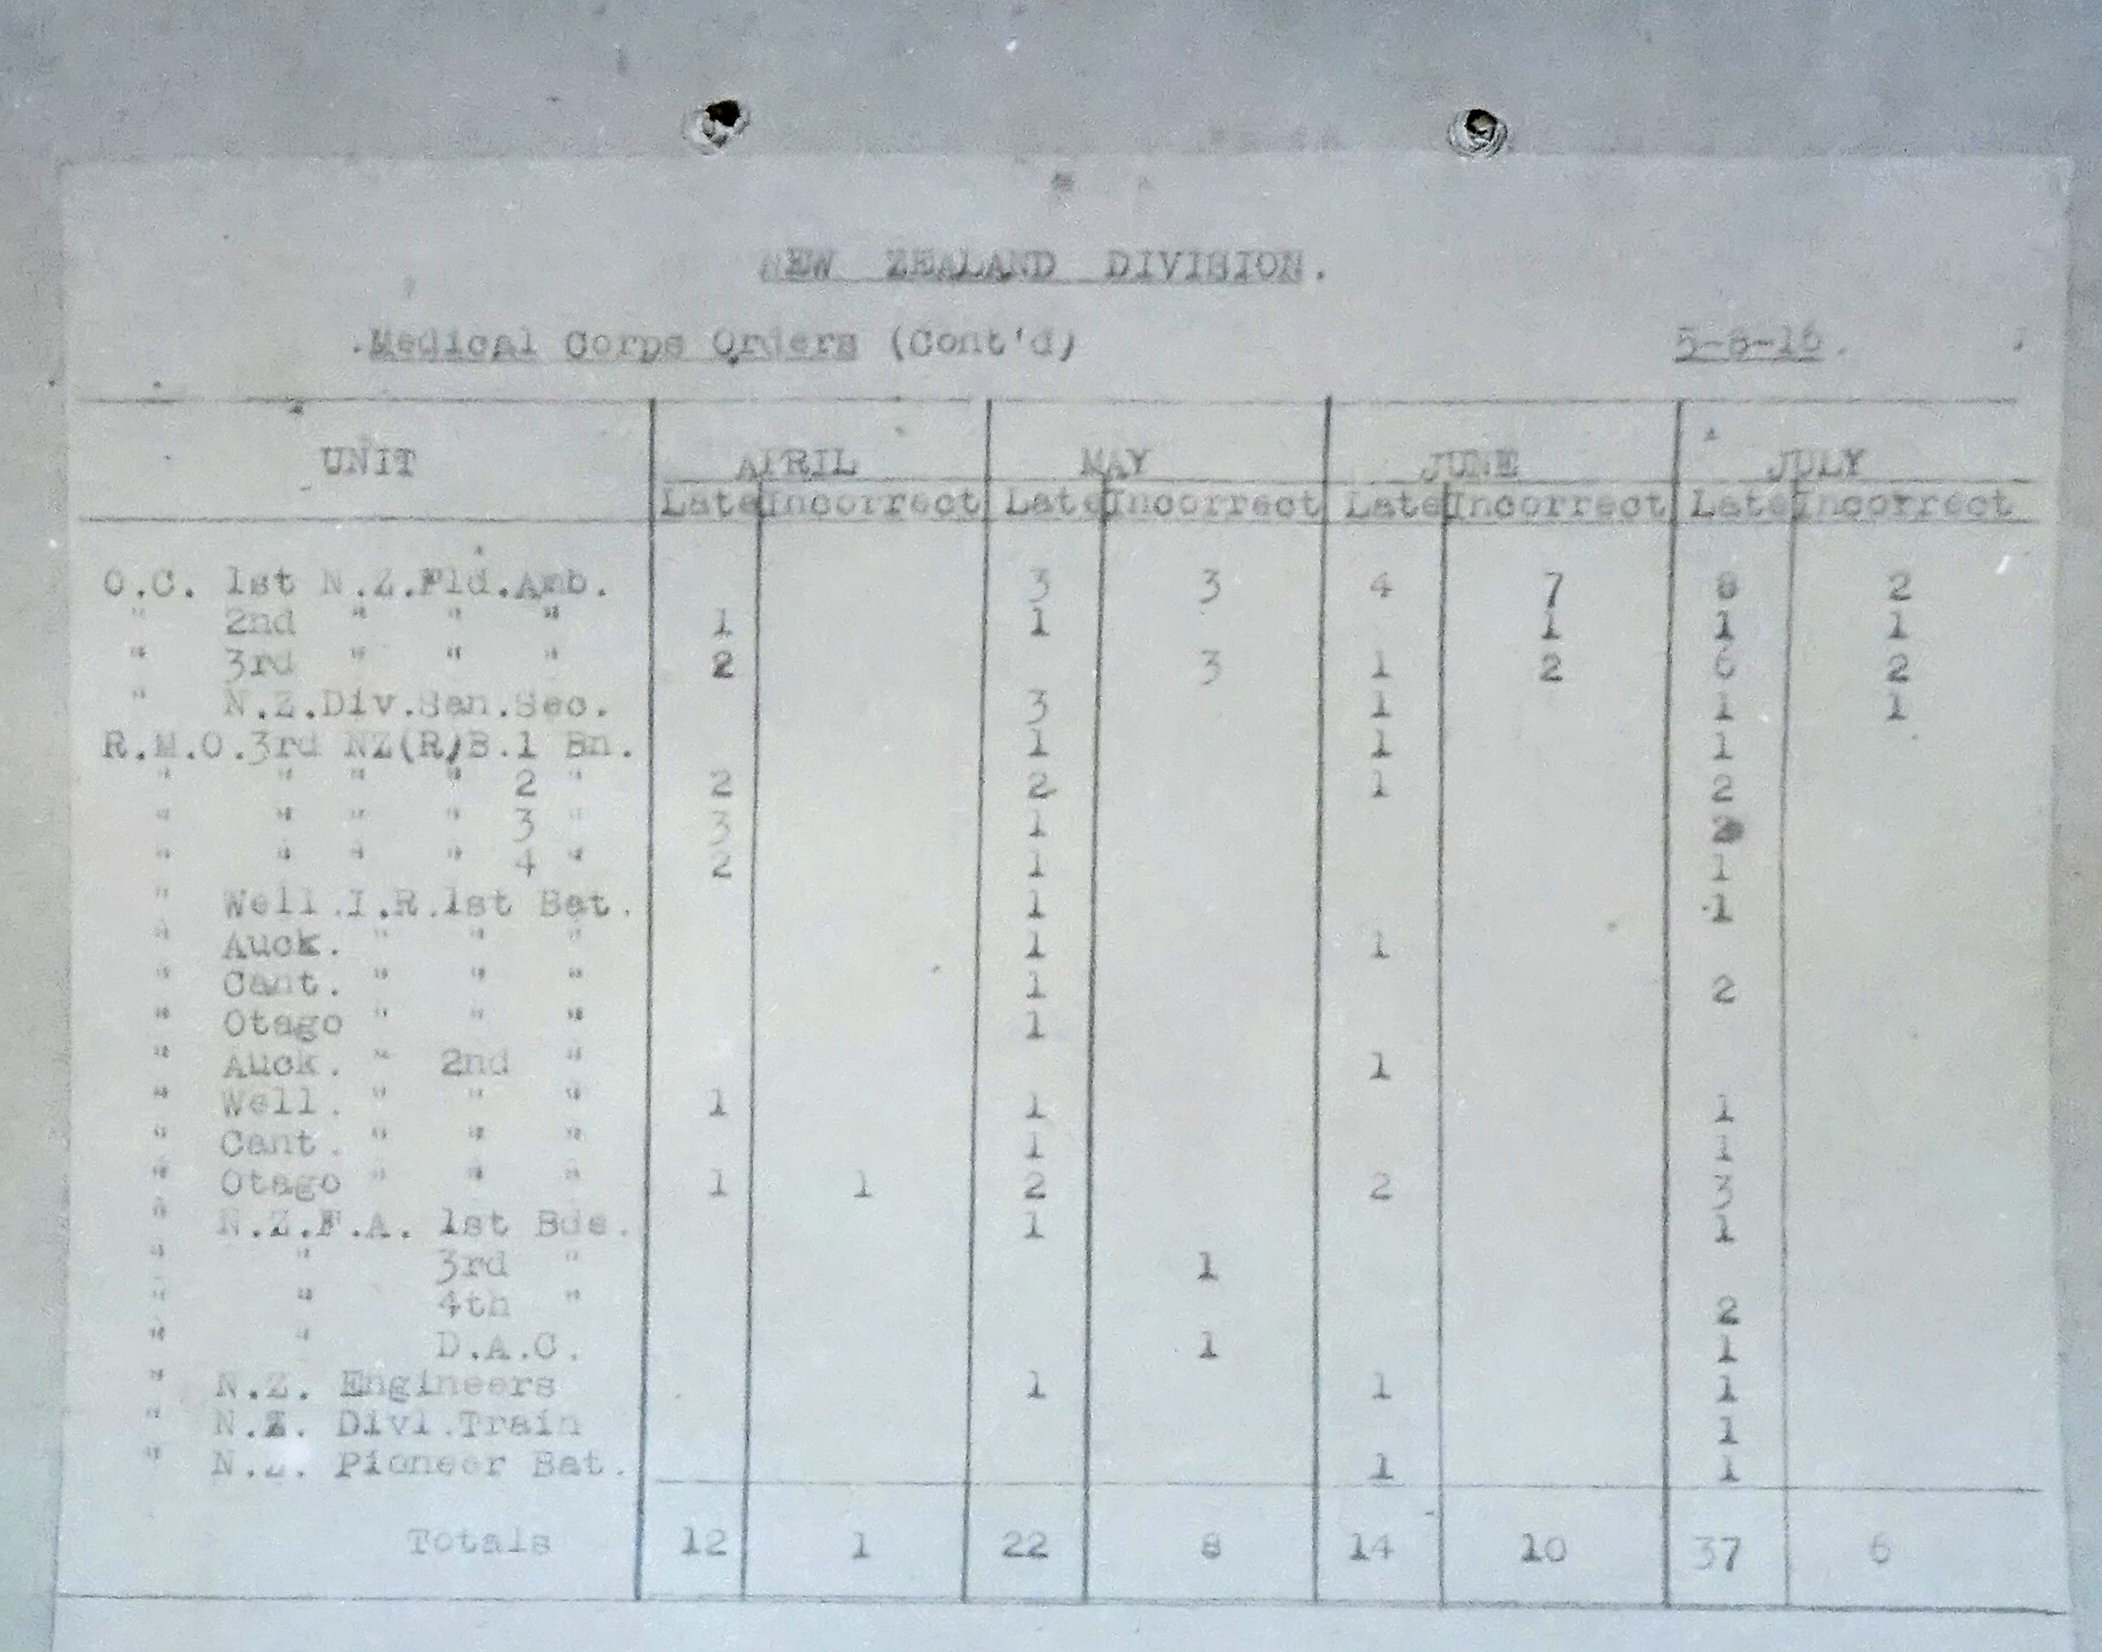 NEW ZEALAND DIVISION.
Medical Corps Orders (Cont'd) 5-8-16.
UNIT APRIL MAY JUNE JULY
Late Incorrect Late Incorrect Late Incorrect Late Incorrect
O.C. 1st N.Z.Fld.Amb. 3 3 4 7 8 2
" 2nd " " " 1 1 1 1 1
" 3rd " " " 2 3 1 2 6 2
" N.Z.Div.San.Sec. 3 1 1 1
R.M.O.3rd NZ(R)B.1 Bn. 1 1 1
" " " " 2 " 2 2 1 2
" " " " 3 " 3 1 2
" " " " 4 " 2 1 1
" Well.I.R.1st Bat. 1 1
" Auck. " " " 1 1
" Cant. " " " 1 2
" Otago " " " 1
" Auck. " 2nd " 1
" Well. " " " 1 1 1
" Cant. " " " 1 1
" Otago " " " 1 1 2 2 3
" N.Z.F.A. 1st Bde. 1 1
" " 3rd " 1
" " 4th " 2
" " D.A.C. 1 1
" N.Z. Engineers 1 1 1
" N.Z. Divl.Train 1
" N.Z. Pioneer Bat. 1 1
Totals 12 1 22 8 14 10 37 6